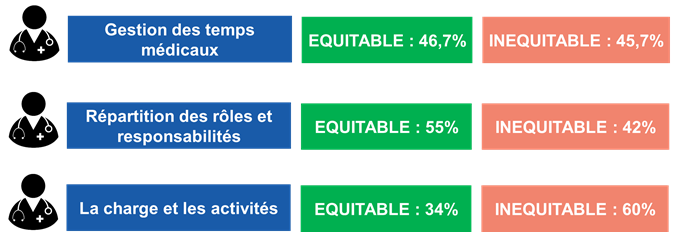 Gestion des temps
médicaux
EQUITABLE : 46,7%
INEQUITABLE : 45,7%
Répartition des rôles et
responsabilités
EQUITABLE : 55%
INEQUITABLE : 42%
La charge et les activités
EQUITABLE : 34%
INEQUITABLE : 60%